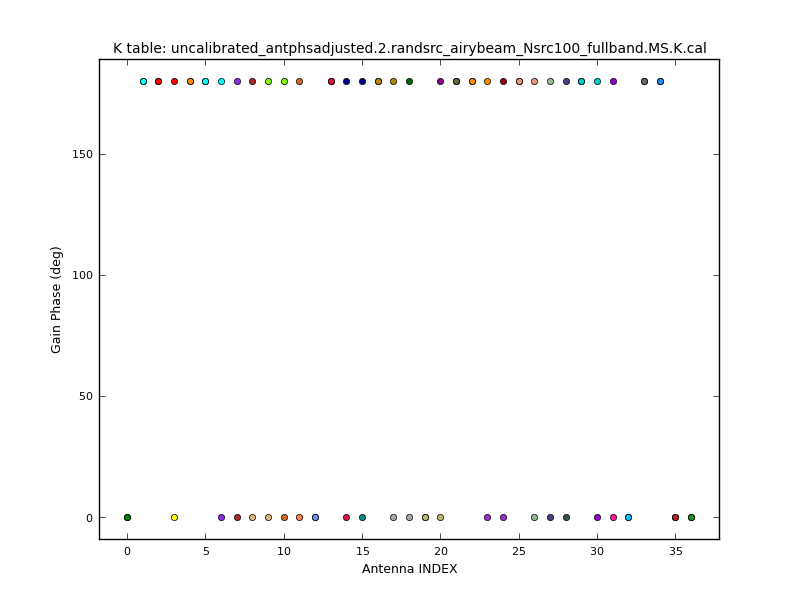 K table: uncalibrated_antphsadjusted.2.randsrc_airybeam_Nsrc100_fullband.MS.K.cal
150
100
50
0
Gain Phase (deg)
0 5 10 15 20 25 30 35
Antenna INDEX